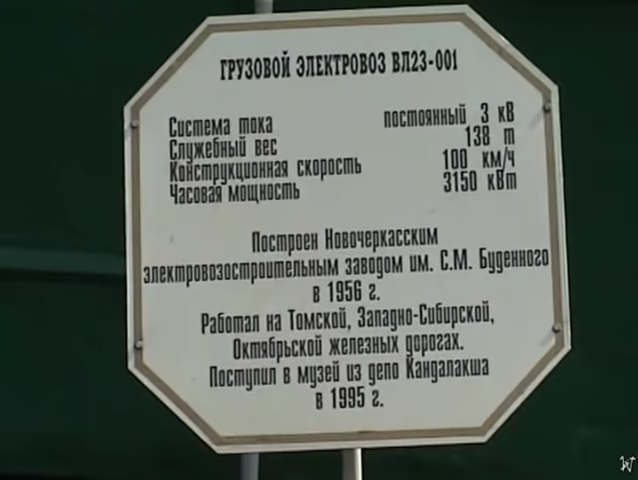 ГРУЗОВОЙ ЭЛЕКТРОВОЗ ВЛ23-001
Система тока постоянный 3 кВ
Служебный вес 138 т
Конструкционная скорость 100 км/ч
Часовая мощность 3150 кВт
Построен Новочеркасским
электровозостроительным заводом им. С.М. Буденного
в 1956 г.
Работал на Томской, Западно-Сибирской,
Октябрьской железных дорогах.
Поступил в музей из депо Кандалакша
в 1995 г.